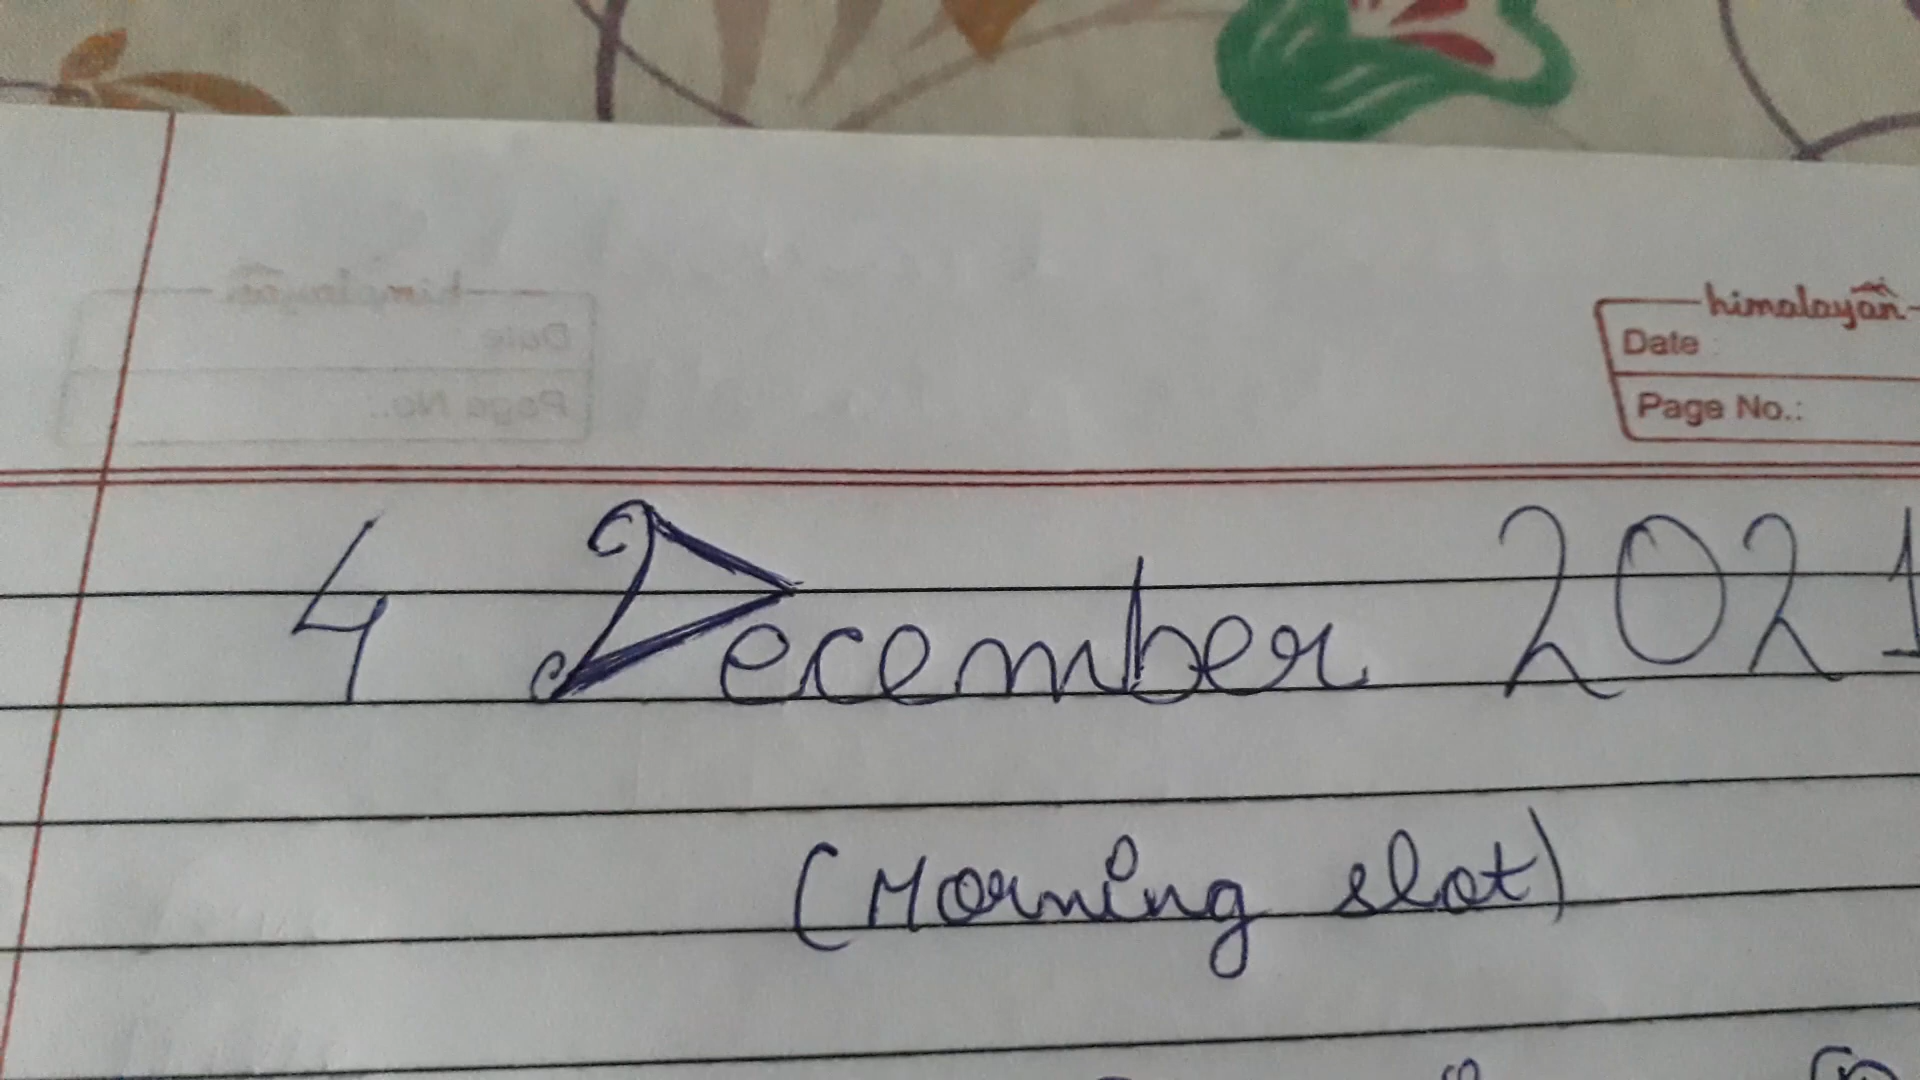 himalayan
Date
Page No.:
4 December 2021
(Morning slot)